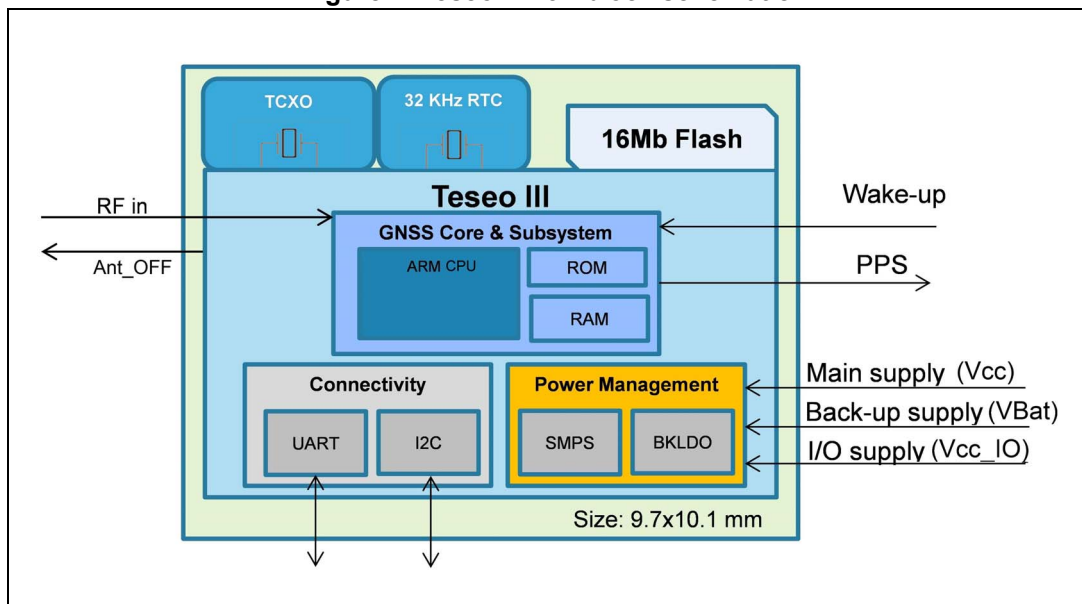 TCXO
32 KHz RTC
16Mb Flash
Teseo III
RF in
Wake-up
GNSS Core & Subsystem
Ant_OFF
ARM CPU
ROM
PPS
RAM
Connectivity
Power Management
Main supply (Vcc)
Back-up supply (VBat)
UART
I2C
SMPS
BKLDO
I/O supply (Vcc_IO)
Size: 9.7x10.1 mm